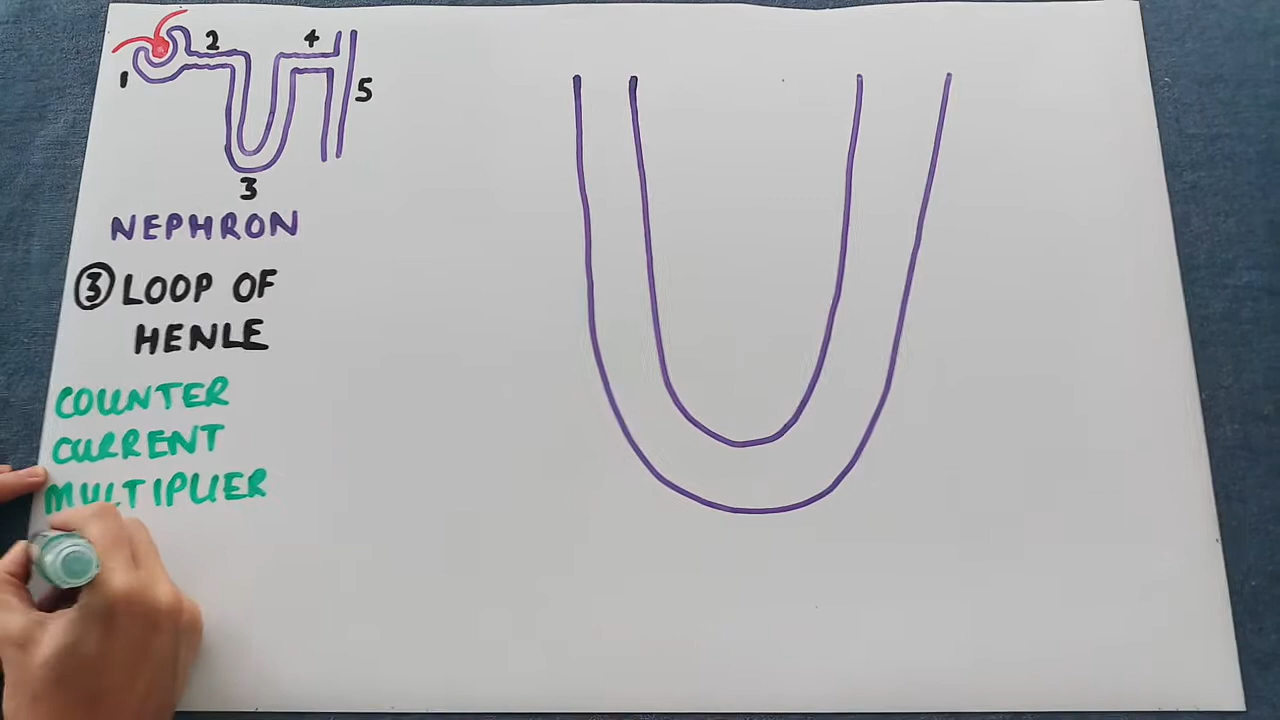 2
4
1
5
3
NEPHRON
3 LOOP OF
HENLE
COUNTER
CURRENT
MULTIPLIER